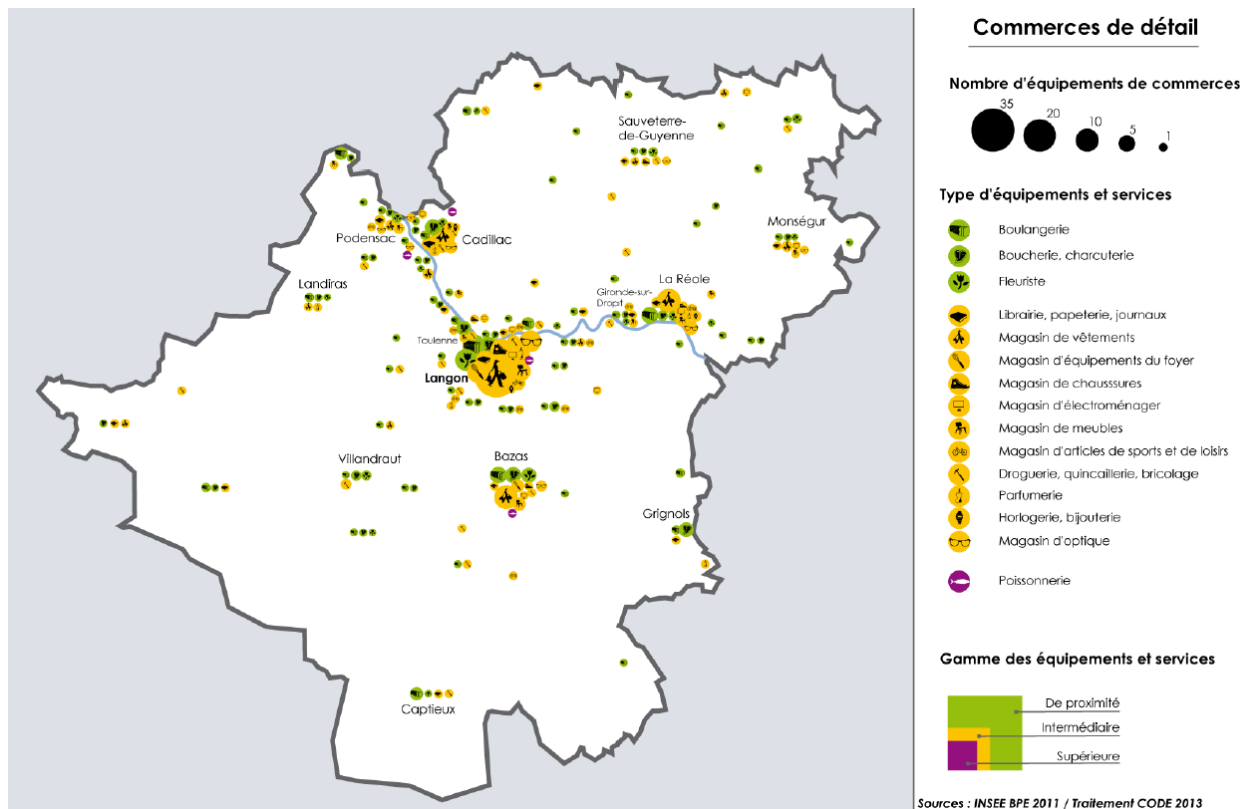 Commerces de détail
Nombre d'équipements de commerces
35
20
10
5
1
Type d'équipements et services
Boulangerie
Boucherie, charcuterie
Fleuriste
Librairie, papeterie, journaux
Magasin de vêtements
Magasin d'équipements du foyer
Magasin de chausssures
Magasin d'électroménager
Magasin de meubles
Magasin d'articles de sports et de loisirs
Droguerie, quincaillerie, bricolage
Parfumerie
Horlogerie, bijouterie
Magasin d'optique
Poissonnerie
Gamme des équipements et services
De proximité
Intermédiaire
Supérieure
Sources : INSEE BPE 2011 / Traitement CODE 2013
Sauveterre-
de-Guyenne
Podensac
Cadillac
Monségur
Landiras
La Réole
Gironde-sur-
Dropt
Toulenne
Langon
Villandraut
Bazas
Grignols
Captieux